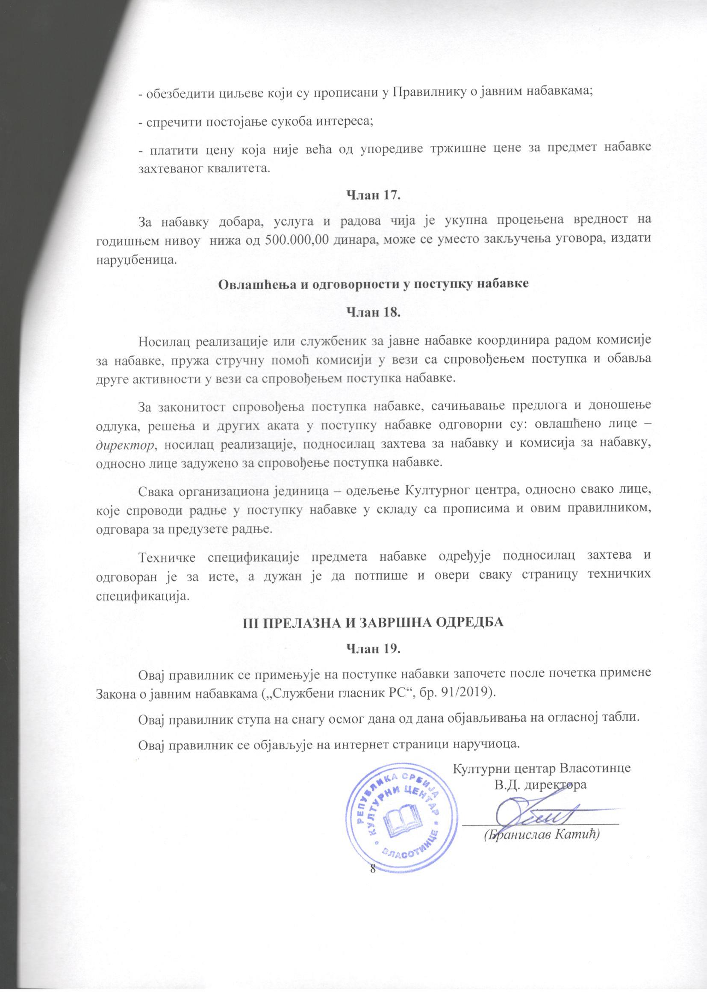 - обезбедити циљеве који су прописани у Правилнику о јавним набавкама;
- спречити постојање сукоба интереса;
- платити цену која није већа од упоредиве тржишне цене за предмет набавке
захтеваног квалитета.
Члан 17.
За набавку добара, услуга и радова чија је укупна процењена вредност на
годишњем нивоу нижа од 500.000,00 динара, може се уместо закључења уговора, издати
наруџбеница.
Овлашћења и одговорности у поступку набавке
Члан 18.
Носилац реализације или службеник за јавне набавке координира радом комисије
за набавке, пружа стручну помоћ комисији у вези са спровођењем поступка и обавља
друге активности у вези са спровођењем поступка набавке.
За законитост спровођења поступка набавке, сачињавање предлога и доношење
одлука, решења и других аката у поступку набавке одговорни су: овлашћено лице –
директор, носилац реализације, подносилац захтева за набавку и комисија за набавку,
односно лице задужено за спровођење поступка набавке.
Свака организациона јединица – одељење Културног центра, односно свако лице,
које спроводи радње у поступку набавке у складу са прописима и овим правилником,
одговара за предузете радње.
Техничке спецификације предмета набавке одређује подносилац захтева и
одговоран је за исте, а дужан је да потпише и овери сваку страницу техничких
спецификација.
III ПРЕЛАЗНА И ЗАВРШНА ОДРЕДБА
Члан 19.
Овај правилник се примењује на поступке набавки започете после почетка примене
Закона о јавним набавкама („Службени гласник РС“, бр. 91/2019).
Овај правилник ступа на снагу осмог дана од дана објављивања на огласној табли.
Овај правилник се објављује на интернет страници наручиоца.
Културни центар Власотинце
В.Д. директора
(Бранислав Катић)
РЕПУБЛИКА СРБИЈА
КУЛТУРНИ ЦЕНТАР
ВЛАСОТИНЦЕ
8